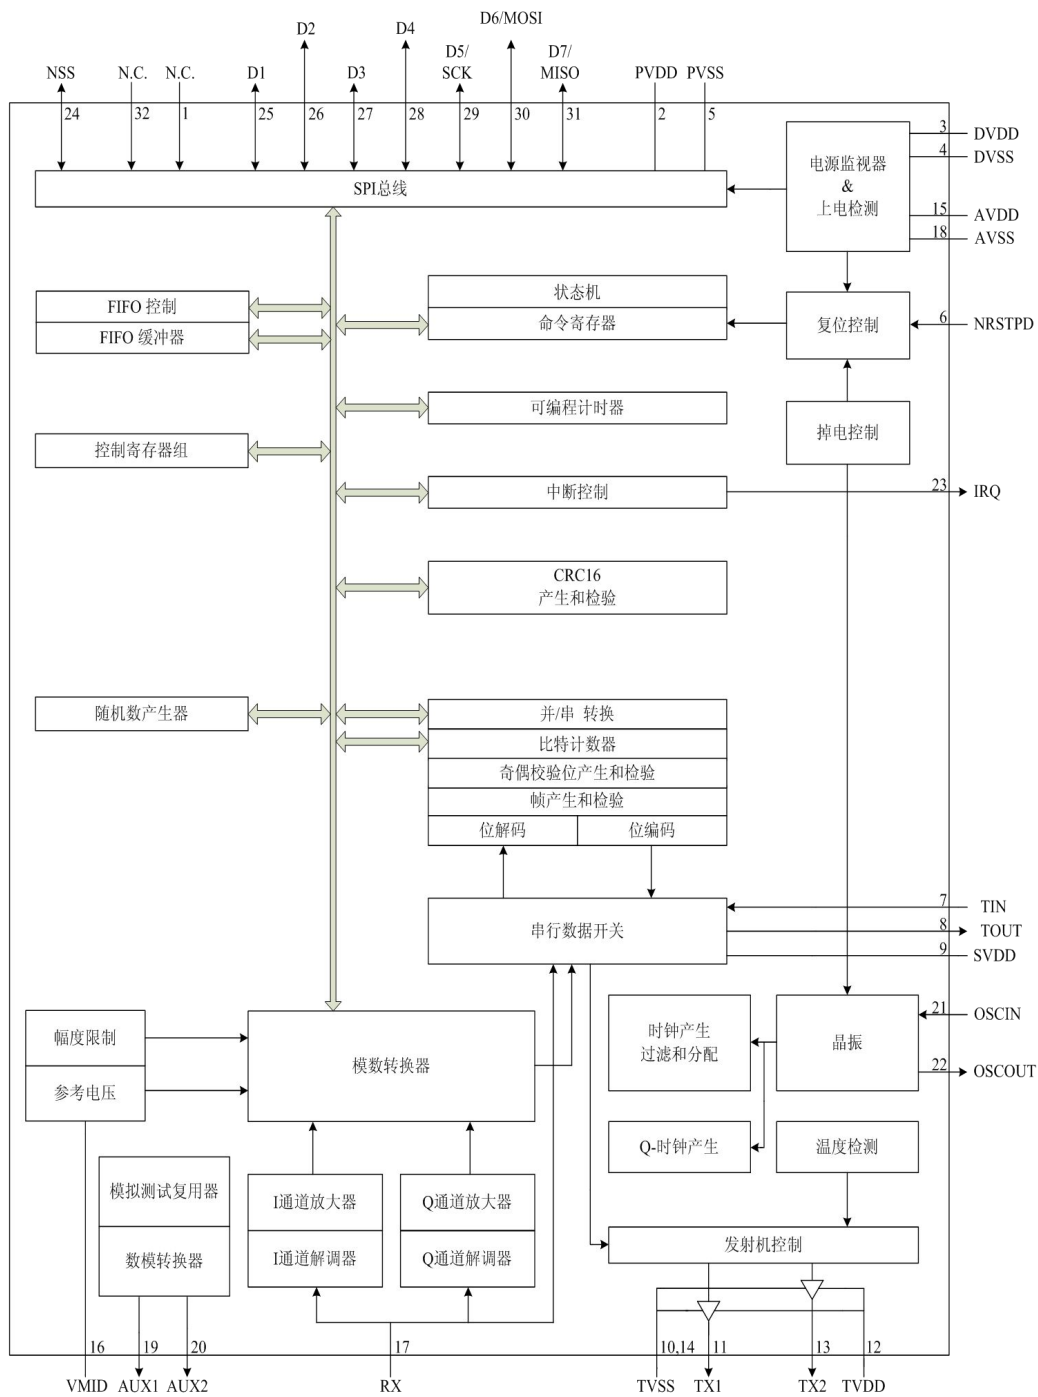 D6/MOSI
D2
D4
D5/
SCK
D7/
MISO
NSS
N.C.
N.C.
D1
D3
PVDD
PVSS
24
32
1
25
26
27
28
29
30
31
2
5
SPI总线
电源监视器
&
上电检测
3
DVDD
4
DVSS
15
AVDD
18
AVSS
FIFO 控制
FIFO 缓冲器
状态机
命令寄存器
复位控制
6
NRSTPD
可编程计时器
掉电控制
控制寄存器组
中断控制
23
IRQ
CRC16
产生和检验
随机数产生器
并/串 转换
比特计数器
奇偶校验位产生和检验
帧产生和检验
位解码
位编码
串行数据开关
7
TIN
8
TOUT
9
SVDD
幅度限制
参考电压
模数转换器
时钟产生
过滤和分配
晶振
21
OSCIN
22
OSCOUT
Q-时钟产生
温度检测
模拟测试复用器
数模转换器
I通道放大器
I通道解调器
Q通道放大器
Q通道解调器
发射机控制
16
19
20
17
10,14
11
13
12
VMID
AUX1
AUX2
RX
TVSS
TX1
TX2
TVDD